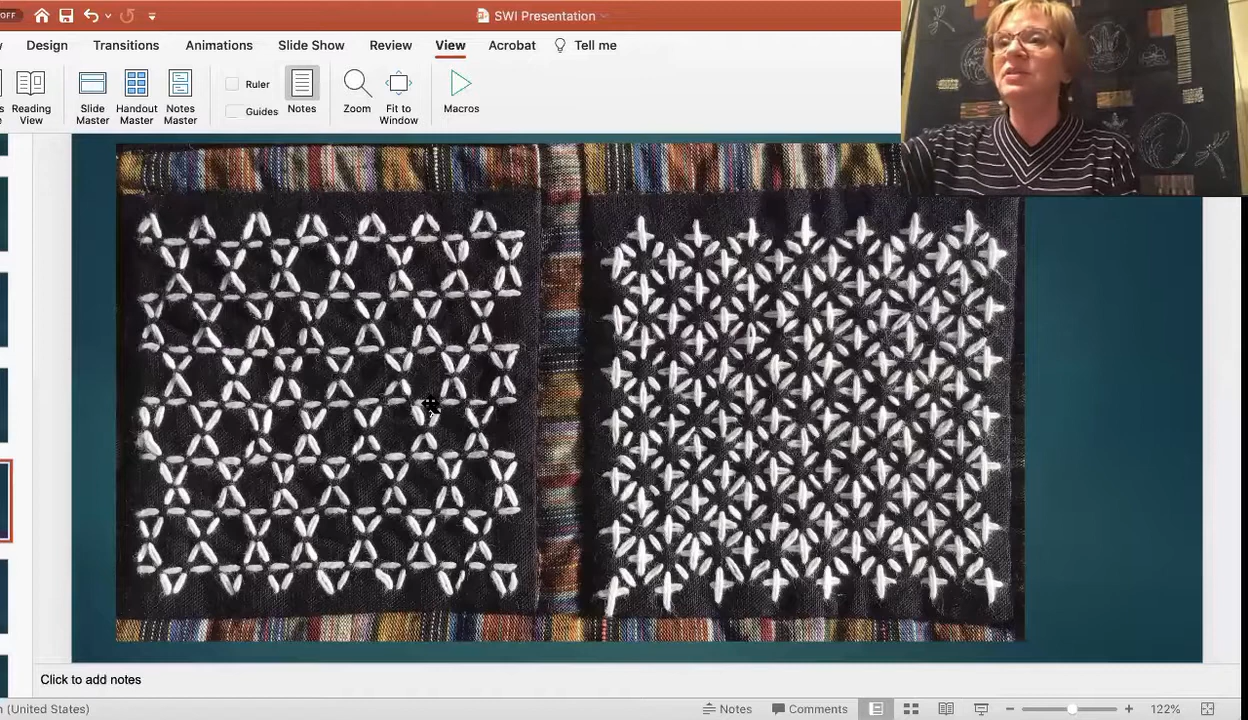 OFF
SWI Presentation
Design Transitions Animations Slide Show Review View Acrobat Tell me
Reading View
Slide Master
Handout Master
Notes Master
Ruler
Guides
Notes
Zoom
Fit to Window
Macros
Click to add notes
(United States)
Notes
Comments
122%